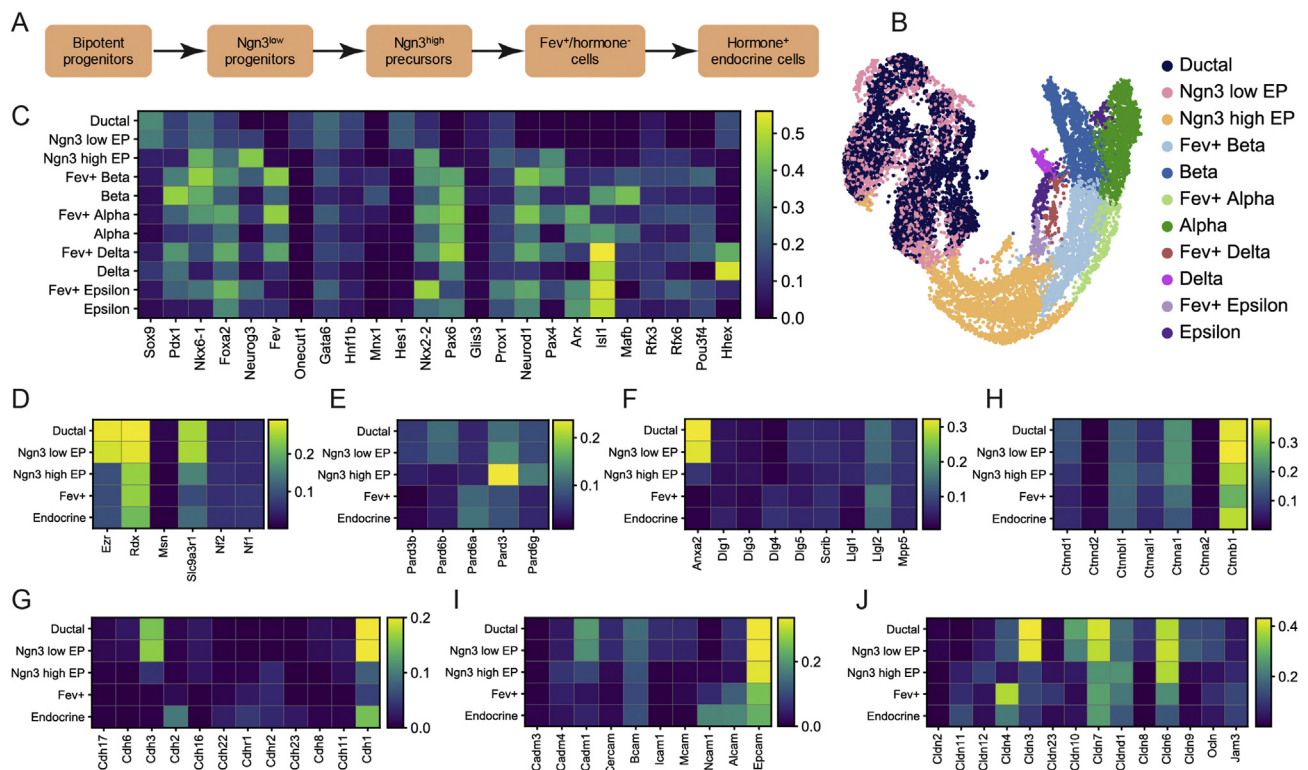 A
Bipotent
progenitors
Ngn3low
progenitors
Ngn3high
precursors
Fev+/hormone-
cells
Hormone+
endocrine cells
B
Ductal
Ngn3 low EP
Ngn3 high EP
Fev+ Beta
Beta
Fev+ Alpha
Alpha
Fev+ Delta
Delta
Fev+ Epsilon
Epsilon
C
Ductal
Ngn3 low EP
Ngn3 high EP
Fev+ Beta
Beta
Fev+ Alpha
Alpha
Fev+ Delta
Delta
Fev+ Epsilon
Epsilon
Sox9 Pdx1 Nkx6-1 Foxa2 Neurog3 Fev Onecut1 Gata6 Hnf1b Mnx1 Hes1 Nkx2-2 Pax6 Glis3 Prox1 Neurod1 Pax4 Arx Isl1 Mafb Rfx3 Rfx6 Pou3f4 Hhex
0.5
0.4
0.3
0.2
0.1
0.0
D
Ductal
Ngn3 low EP
Ngn3 high EP
Fev+
Endocrine
Ezr Rdx Msn Slc9a3r1 Nf2 Nf1
0.2
0.1
E
Ductal
Ngn3 low EP
Ngn3 high EP
Fev+
Endocrine
Pard3b Pard6b Pard6a Pard3 Pard6g
0.2
0.1
F
Ductal
Ngn3 low EP
Ngn3 high EP
Fev+
Endocrine
Anxa2 Dlg1 Dlg3 Dlg4 Dlg5 Scrib Llgl1 Llgl2 Mpp5
0.3
0.2
0.1
H
Ductal
Ngn3 low EP
Ngn3 high EP
Fev+
Endocrine
Ctnnd1 Ctnnd2 Ctnnbl1 Ctnnal1 Ctnna1 Ctnna2 Ctnnb1
0.3
0.2
0.1
0.0
G
Ductal
Ngn3 low EP
Ngn3 high EP
Fev+
Endocrine
Cdh17 Cdh6 Cdh3 Cdh2 Cdh16 Cdh22 Cdhr1 Cdhr2 Cdh23 Cdh8 Cdh11 Cdh1
0.2
0.1
0.1
0.0
0.0
I
Ductal
Ngn3 low EP
Ngn3 high EP
Fev+
Endocrine
Cadm3 Cadm4 Cadm1 Cercam Bcam Icam1 Mcam Ncam1 Alcam Epcam
0.2
0.0
J
Ductal
Ngn3 low EP
Ngn3 high EP
Fev+
Endocrine
Cldn2 Cldn11 Cldn12 Cldn4 Cldn3 Cldn23 Cldn10 Cldn7 Cldnd1 Cldn8 Cldn6 Cldn9 Ocln Jam3
0.4
0.2